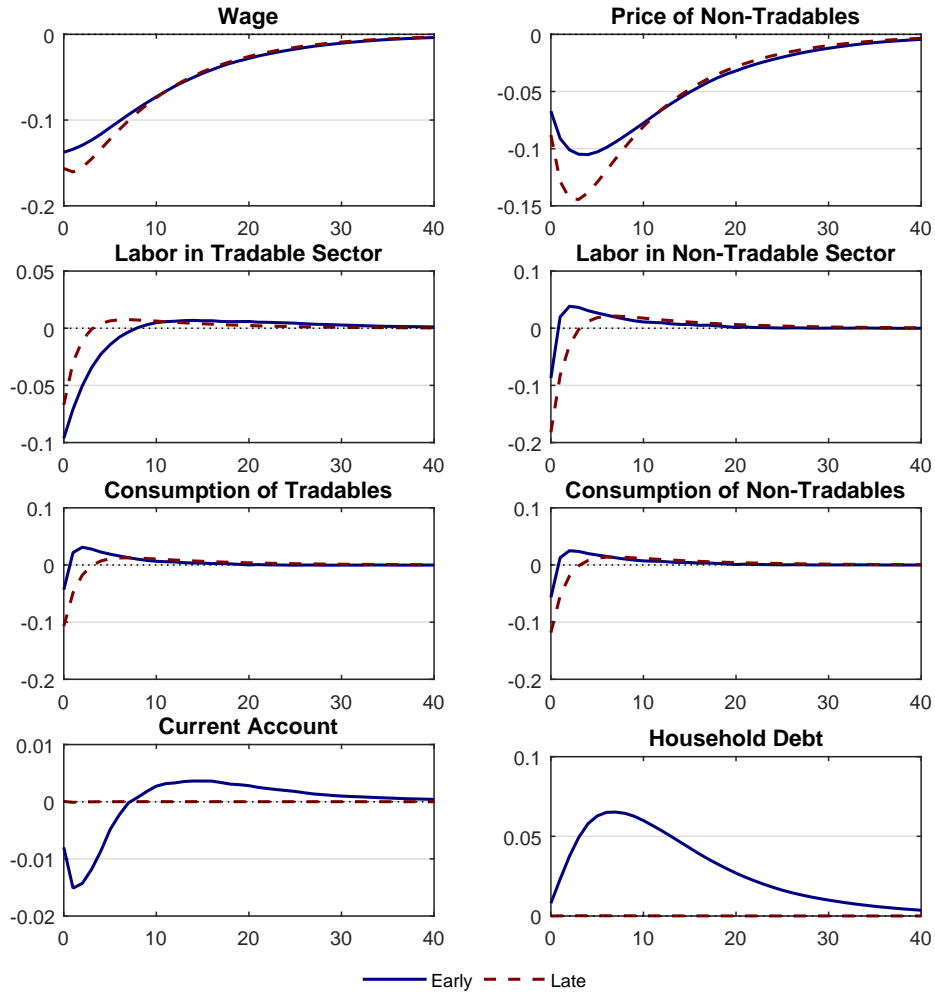 Wage
0
-0.1
-0.2
0 10 20 30 40
Price of Non-Tradables
0
-0.05
-0.1
-0.15
0 10 20 30 40
Labor in Tradable Sector
0.05
0
-0.05
-0.1
0 10 20 30 40
Labor in Non-Tradable Sector
0.1
0
-0.1
-0.2
0 10 20 30 40
Consumption of Tradables
0.1
0
-0.1
-0.2
0 10 20 30 40
Consumption of Non-Tradables
0.1
0
-0.1
-0.2
0 10 20 30 40
Current Account
0.01
0
-0.01
-0.02
0 10 20 30 40
Household Debt
0.1
0.05
0
0 10 20 30 40
Early Late